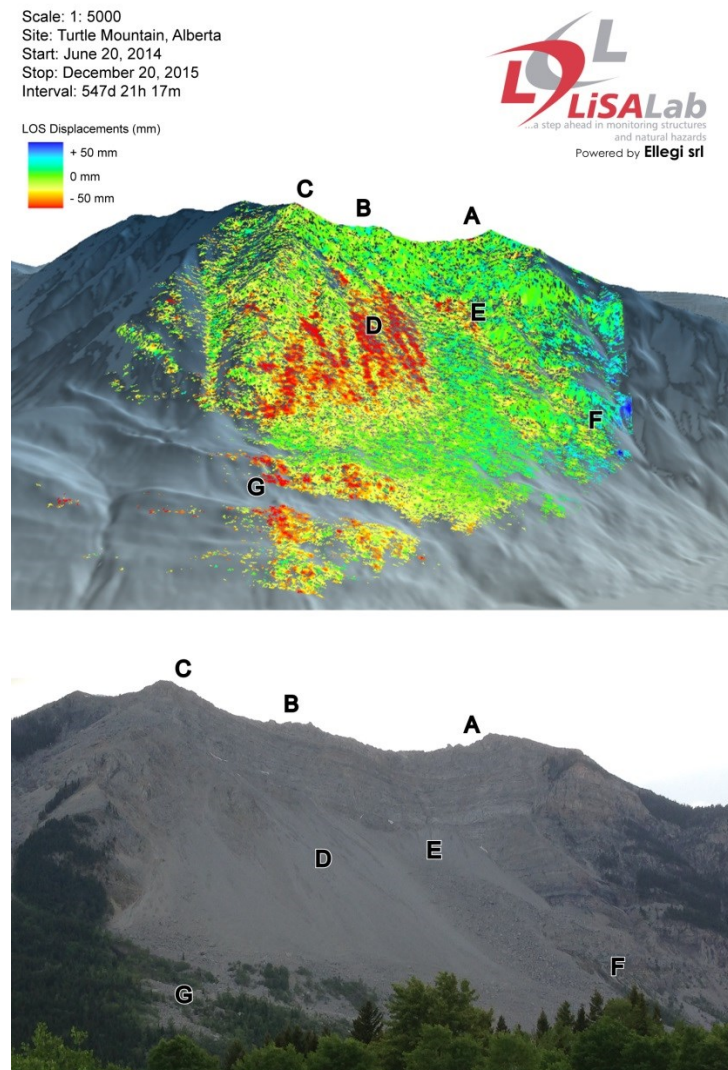 Scale: 1: 5000
Site: Turtle Mountain, Alberta
Start: June 20, 2014
Stop: December 20, 2015
Interval: 547d 21h 17m
LOS Displacements (mm)
+ 50 mm
0 mm
- 50 mm
L L
LiSALab
...a step ahead in monitoring structures
and natural hazards
Powered by Ellegi srl
C
B
A
E
D
F
G
C
B
A
D
E
F
G